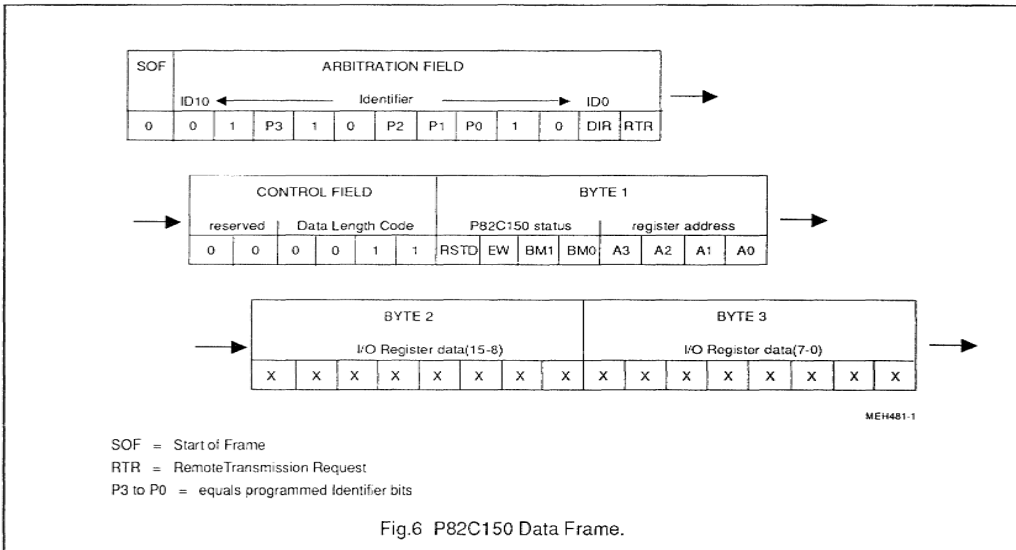 SOF ARBITRATION FIELD
ID10 Identifier ID0
0 0 1 P3 1 0 P2 P1 P0 1 0 DIR RTR
CONTROL FIELD BYTE 1
reserved Data Length Code P82C150 status register address
0 0 0 0 1 1 RSTD EW BM1 BM0 A3 A2 A1 A0
BYTE 2 BYTE 3
I/O Register data(15-8) I/O Register data(7-0)
X X X X X X X X X X X X X X X X
MEH481-1
SOF = Start of Frame
RTR = RemoteTransmission Request
P3 to P0 = equals programmed Identifier bits
Fig.6 P82C150 Data Frame.